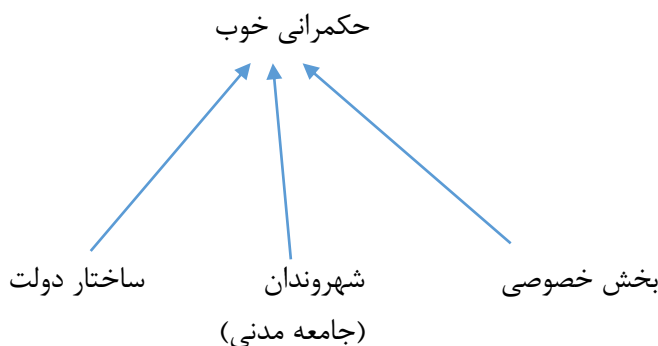 حکمرانی خوب
بخش خصوصی
شهروندان
(جامعه مدنی)
ساختار دولت